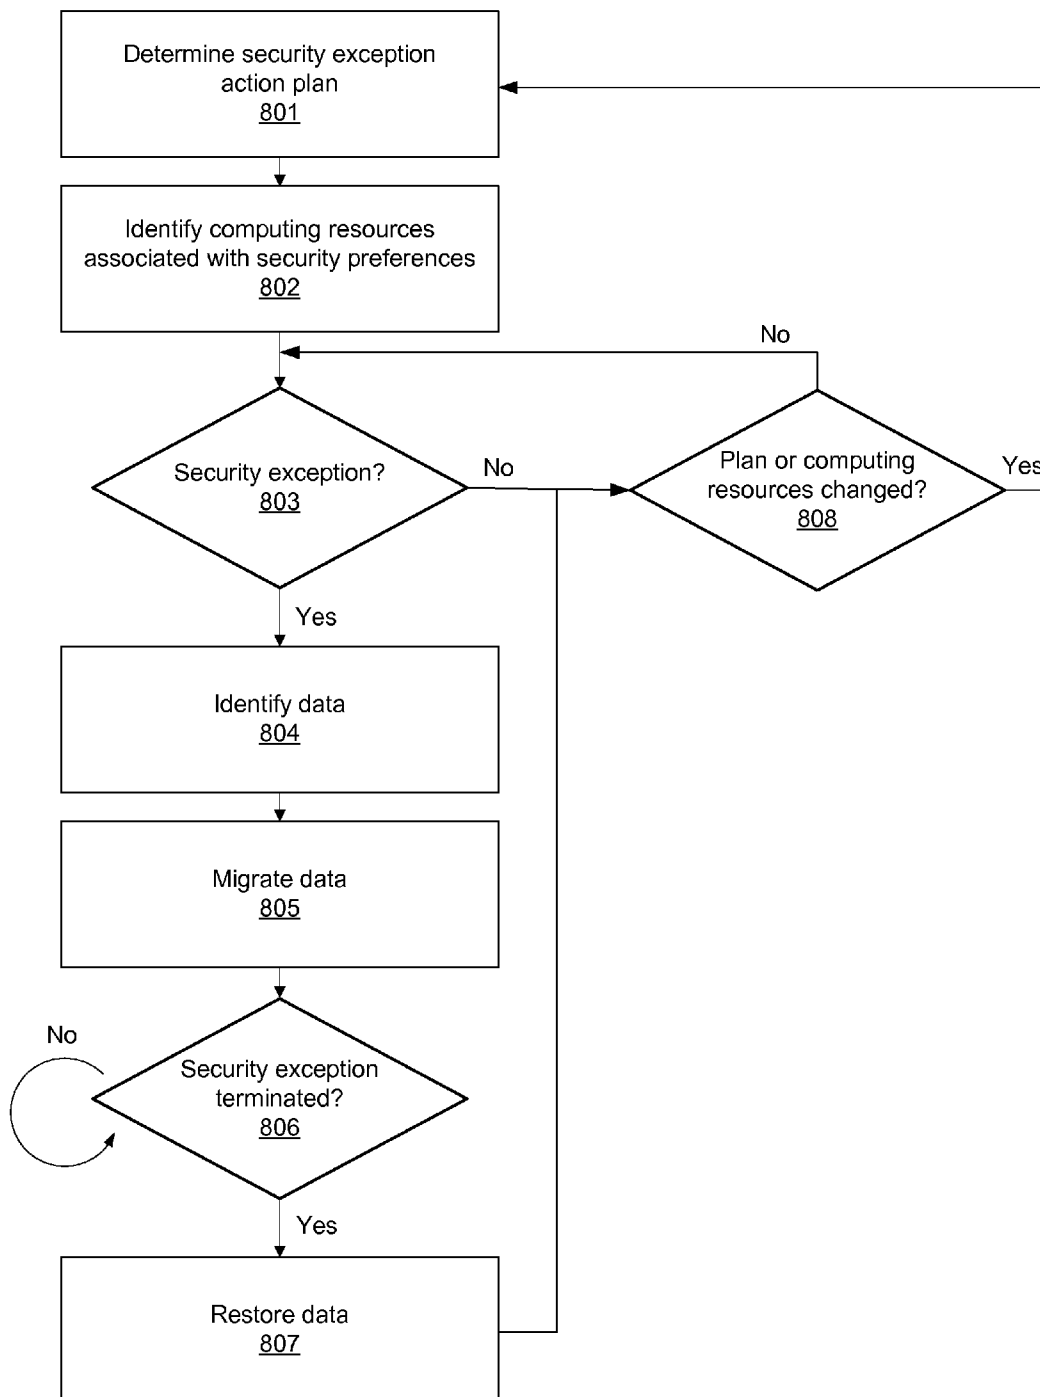 Determine security exception
action plan
801
Identify computing resources
associated with security preferences
802
No
Security exception?
803
No
Plan or computing
resources changed?
808
Yes
Yes
Identify data
804
Migrate data
805
No
Security exception
terminated?
806
Yes
Restore data
807